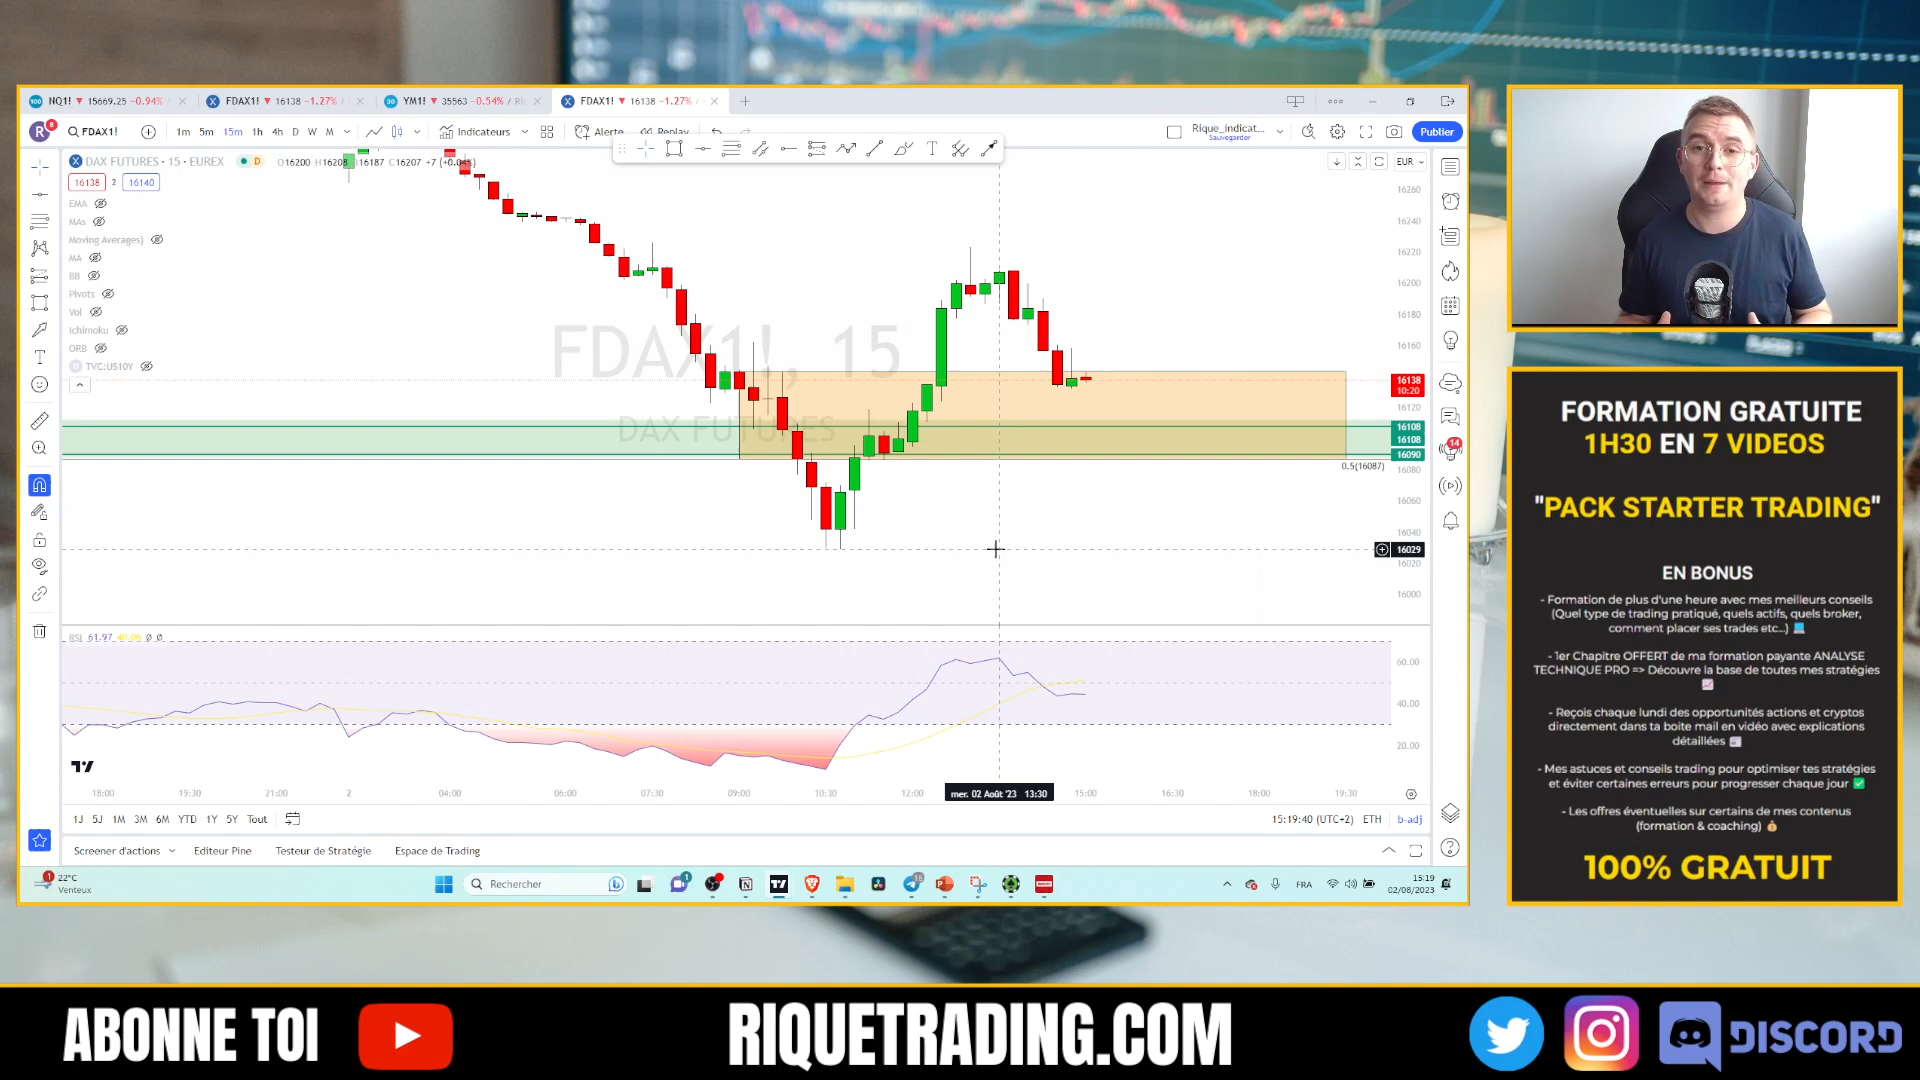 NQ1! ▼ 15669.25 −0.94% /
FDAX1! ▼ 16138 −1.27% /
YM1! ▼ 35563 −0.54% /
FDAX1! ▼ 16138 −1.27% /
R 8 FDAX1!
1m 5m 15m 1h 4h D W M
Indicateurs
Alerte
Replay
Rique_indicat...
Sauvegarder
Publier
DAX FUTURES · 15 · EUREX D O16200 H16208 L16187 C16207 +7 (+0.04%)
EUR
16138 2 16140
EMA
MAs
Moving Averages)
MA
BB
Pivots
Vol
Ichimoku
ORB
TVC:US10Y
FDAX1!, 15
DAX FUTURES
16260
16240
16220
16200
16180
16160
16138
10:20
16120
16108
16108
16090
0.5(16087)
16080
16060
16040
16029
16020
16000
RSI 61.97 40.06 Ø Ø
60.00
40.00
20.00
18:00 19:30 21:00 2 04:00 06:00 07:30 09:00 10:30 12:00 mer. 02 Août '23 13:30 15:00 16:30 18:00 19:30
1J 5J 1M 3M 6M YTD 1Y 5Y Tout
15:19:40 (UTC+2) ETH b-adj
Screener d'actions Editeur Pine Testeur de Stratégie Espace de Trading
14
1
22°C
Venteux
Rechercher
FRA
15:19
02/08/2023
FORMATION GRATUITE
1H30 EN 7 VIDEOS
"PACK STARTER TRADING"
EN BONUS
- Formation de plus d'une heure avec mes meilleurs conseils
(Quel type de trading pratiqué, quels actifs, quels broker,
comment placer ses trades etc...)
- 1er Chapitre OFFERT de ma formation payante ANALYSE
TECHNIQUE PRO => Découvre la base de toutes mes stratégies
- Reçois chaque lundi des opportunités actions et cryptos
directement dans ta boite mail en vidéo avec explications
détaillées
- Mes astuces et conseils trading pour optimiser tes stratégies
et éviter certaines erreurs pour progresser chaque jour
- Les offres éventuelles sur certains de mes contenus
(formation & coaching)
100% GRATUIT
ABONNE TOI
RIQUETRADING.COM
DISCORD